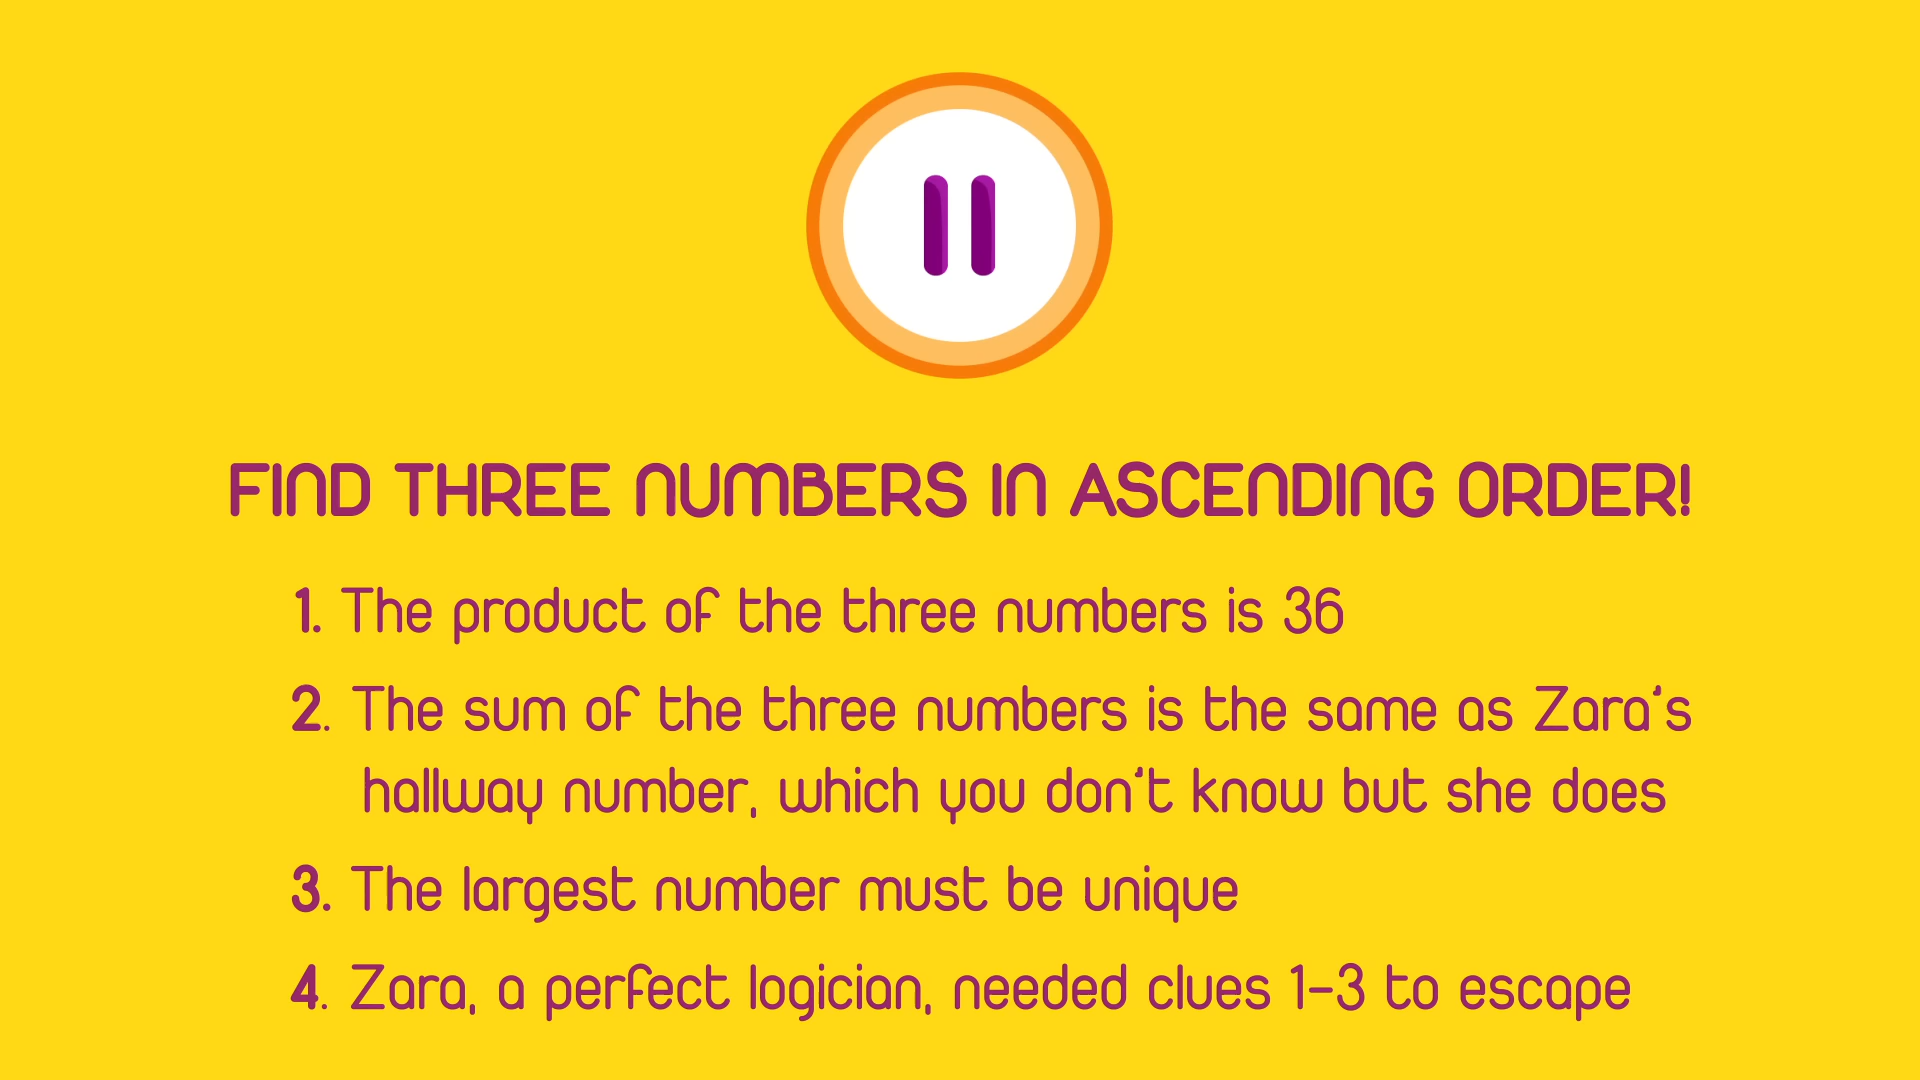 FIND THREE NUMBERS IN ASCENDING ORDER!
1. The product of the three numbers is 36
2. The sum of the three numbers is the same as Zara's
hallway number, which you don't know but she does
3. The largest number must be unique
4. Zara, a perfect logician, needed clues 1-3 to escape